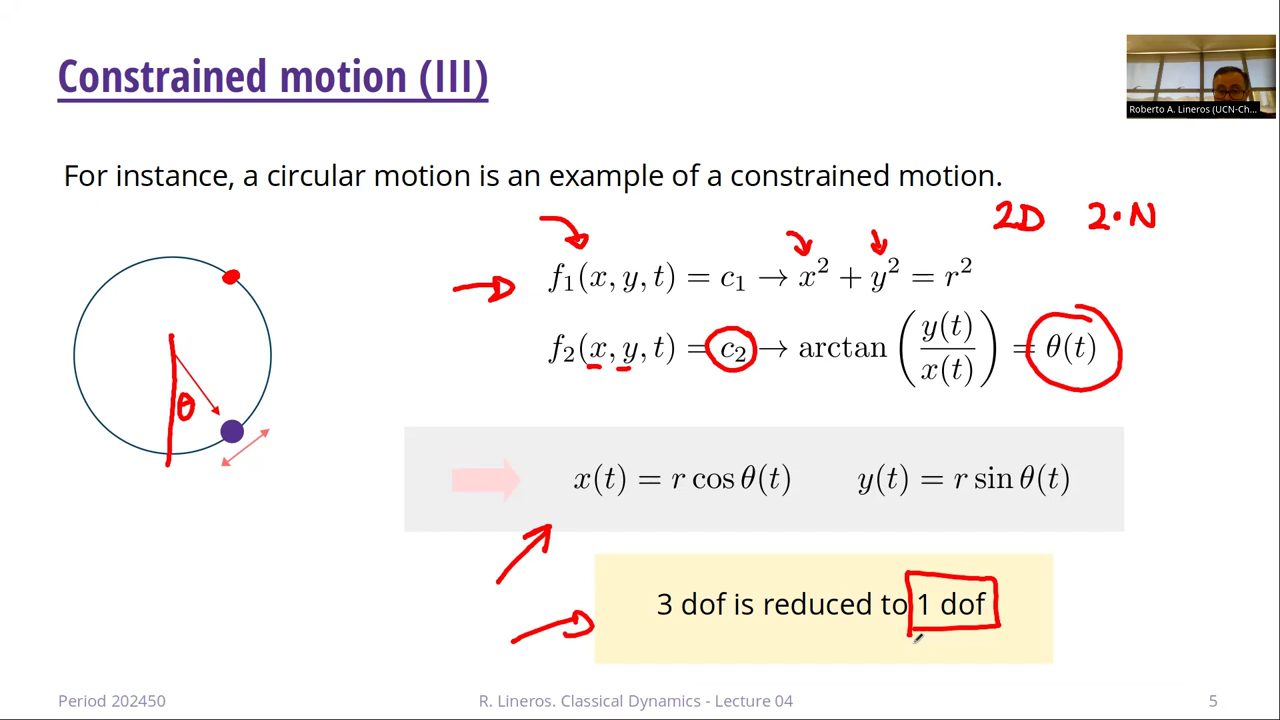 Constrained motion (III)
Roberto A. Lineros (UCN-Ch...
For instance, a circular motion is an example of a constrained motion.
2D 2·N
f₁(x, y, t) = c₁ → x² + y² = r²
f₂(x, y, t) = c₂ → arctan (y(t)/x(t)) = θ(t)
θ
x(t) = r cos θ(t) y(t) = r sin θ(t)
3 dof is reduced to 1 dof
Period 202450 R. Lineros. Classical Dynamics - Lecture 04 5